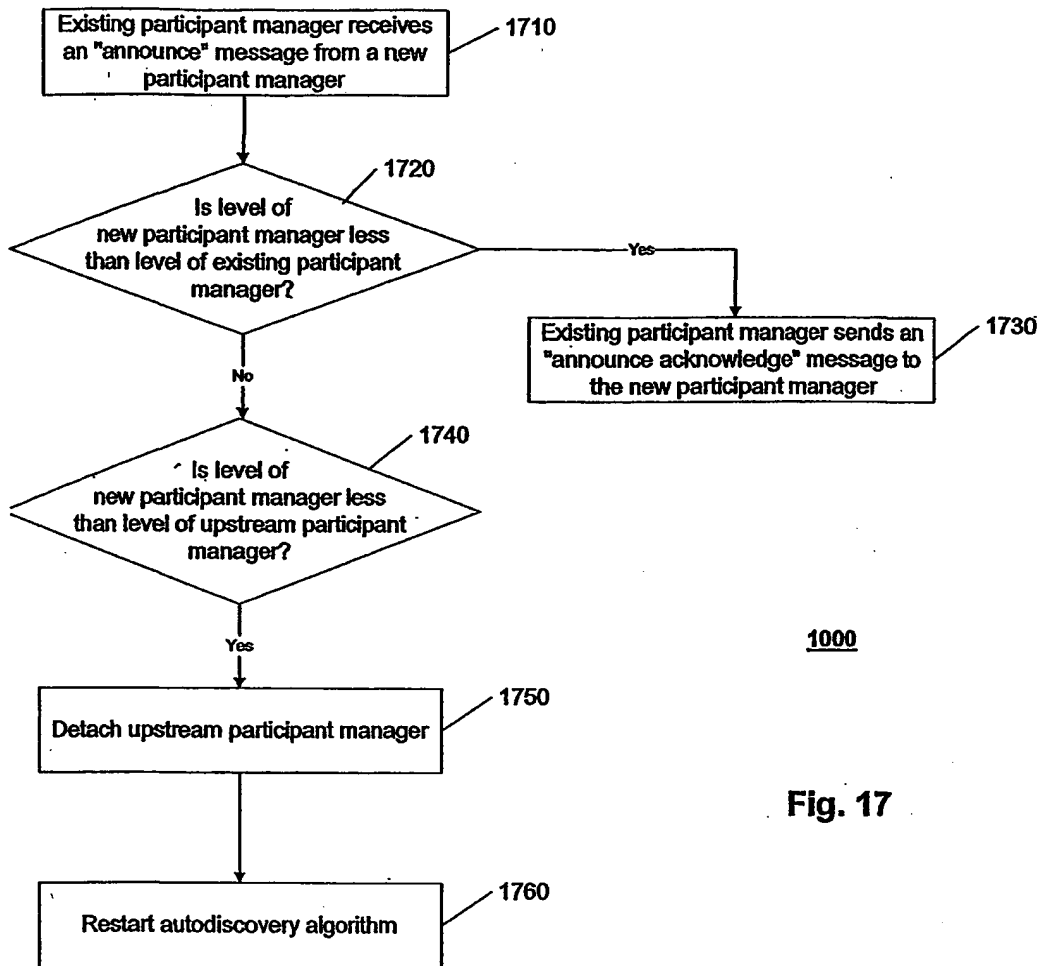 Existing participant manager receives
an "announce" message from a new
participant manager
1710
1720
Is level of
new participant manager less
than level of existing participant
manager?
Yes
Existing participant manager sends an
"announce acknowledge" message to
the new participant manager
1730
No
1740
Is level of
new participant manager less
than level of upstream participant
manager?
Yes
1000
1750
Detach upstream participant manager
Fig. 17
1760
Restart autodiscovery algorithm